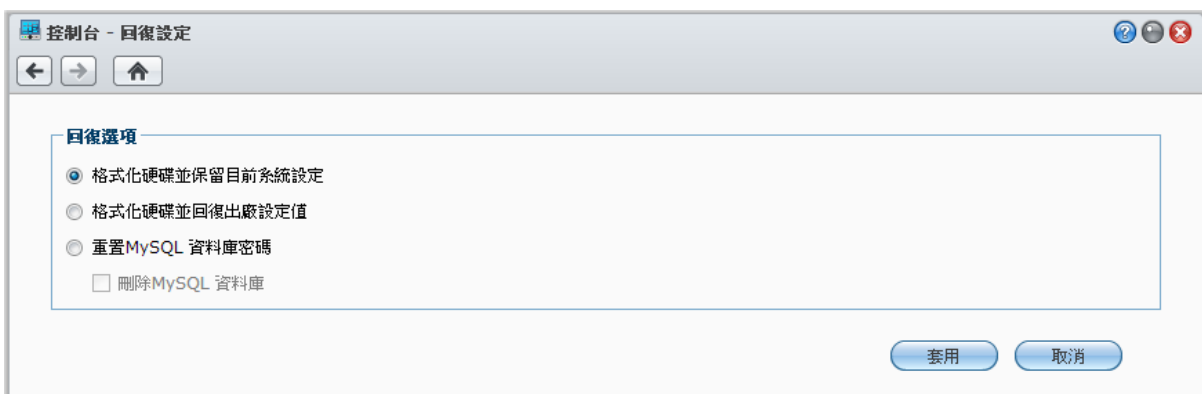 控制台 - 回復設定
回復選項
格式化硬碟並保留目前系統設定
格式化硬碟並回復出廠設定值
重置MySQL 資料庫密碼
刪除MySQL 資料庫
套用
取消